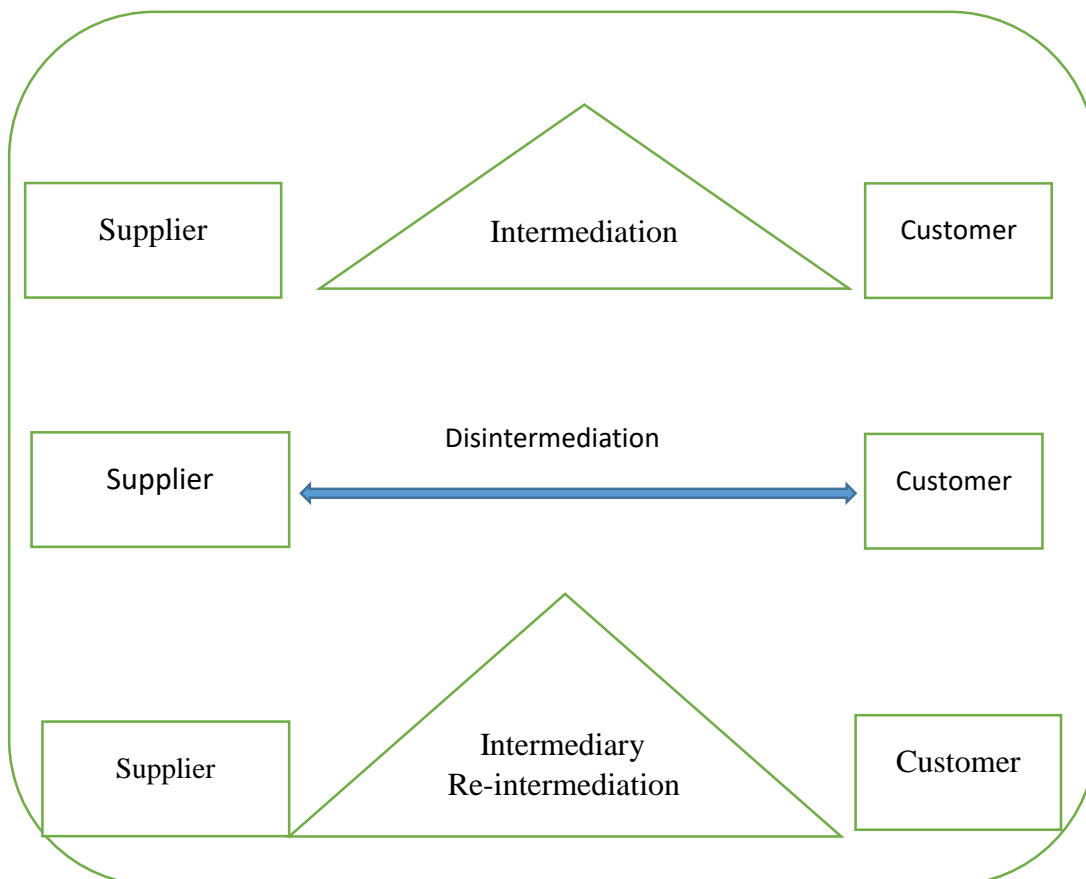 Supplier
Intermediation
Customer
Disintermediation
Supplier
Customer
Intermediary
Re-intermediation
Supplier
Customer